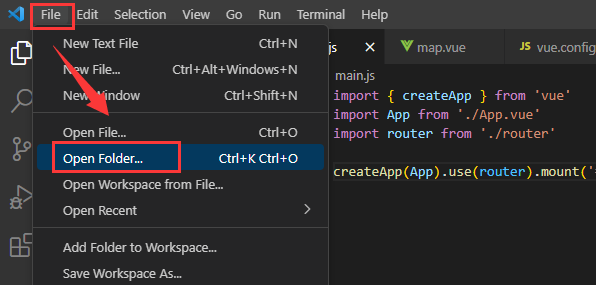 File Edit Selection View Go Run Terminal Help
New Text File Ctrl+N
New File... Ctrl+Alt+Windows+N
New Window Ctrl+Shift+N
Open File... Ctrl+O
Open Folder... Ctrl+K Ctrl+O
Open Workspace from File...
Open Recent
Add Folder to Workspace...
Save Workspace As...
js map.vue JS vue.config
main.js
import { createApp } from 'vue'
import App from './App.vue'
import router from './router'
createApp(App).use(router).mount('